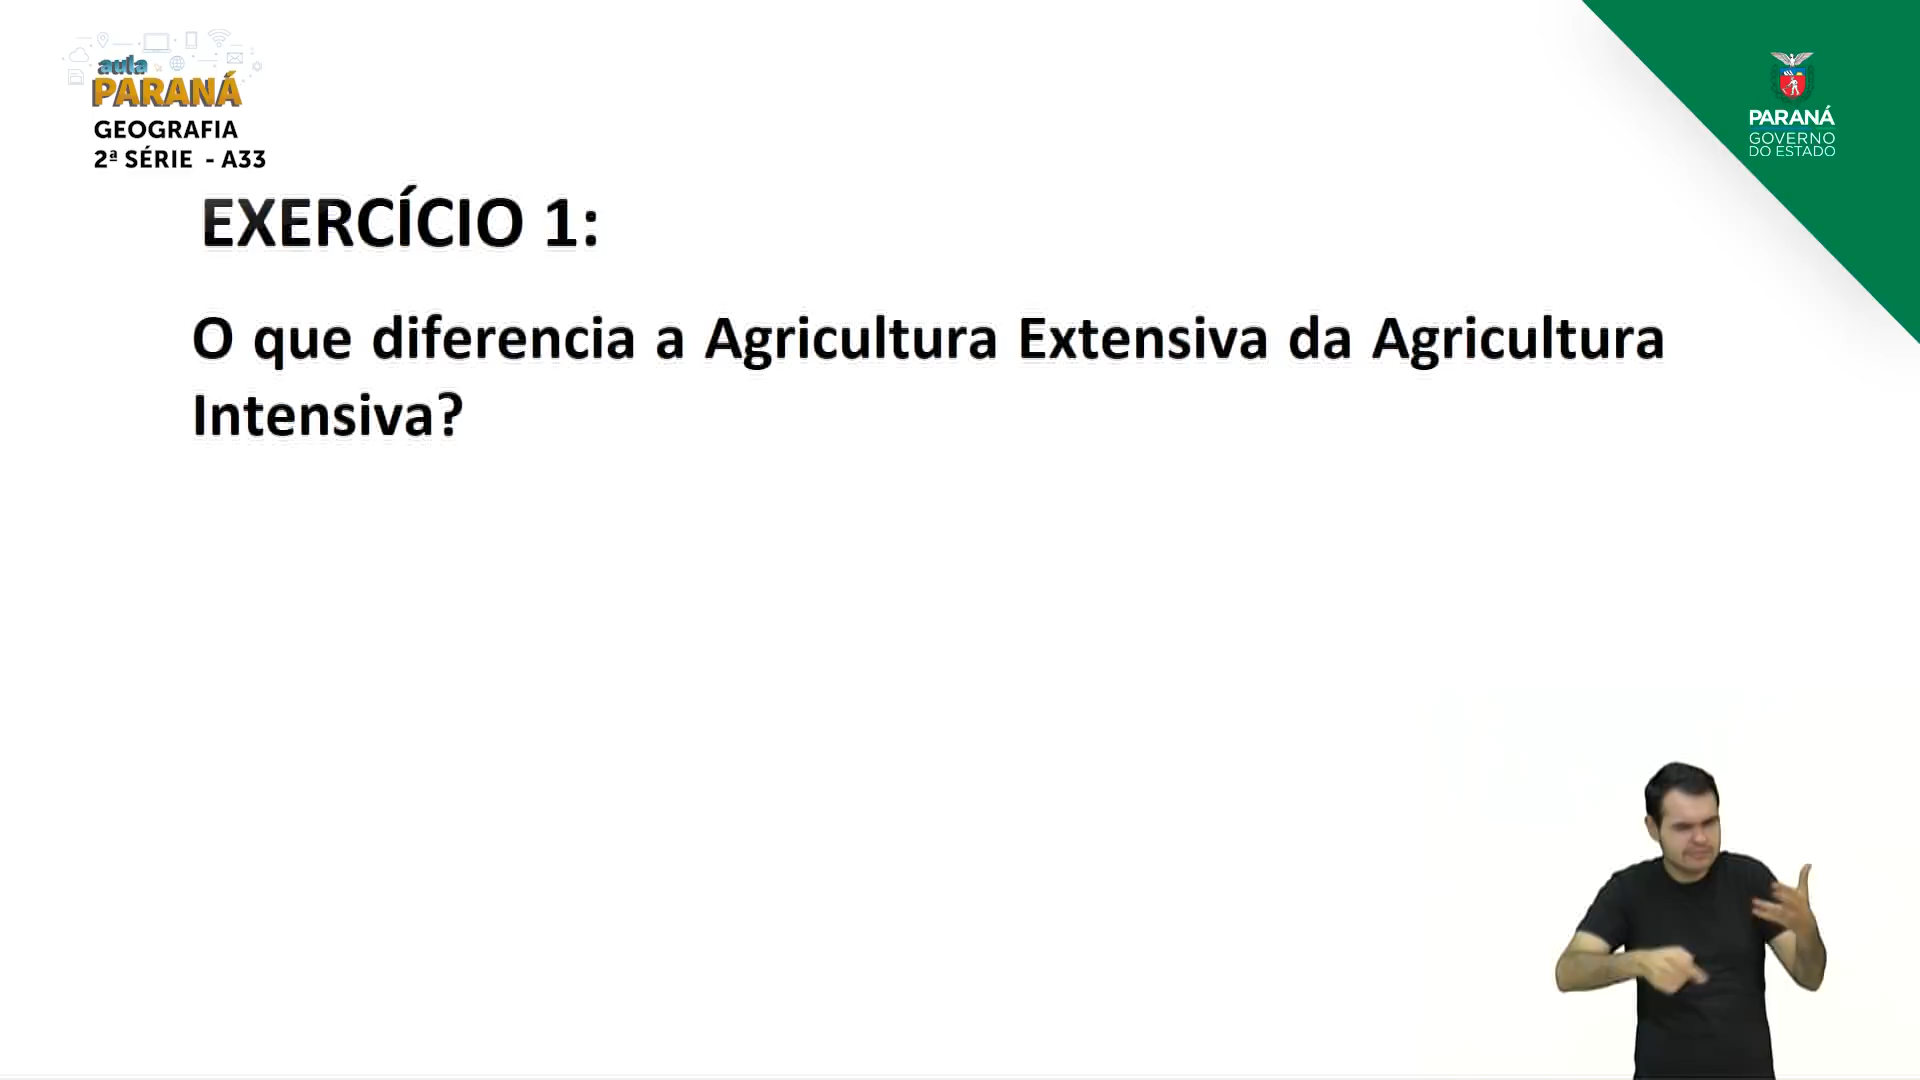 aula
PARANÁ
GEOGRAFIA
2ª SÉRIE - A33
PARANÁ
GOVERNO
DO ESTADO
EXERCÍCIO 1:
O que diferencia a Agricultura Extensiva da Agricultura
Intensiva?